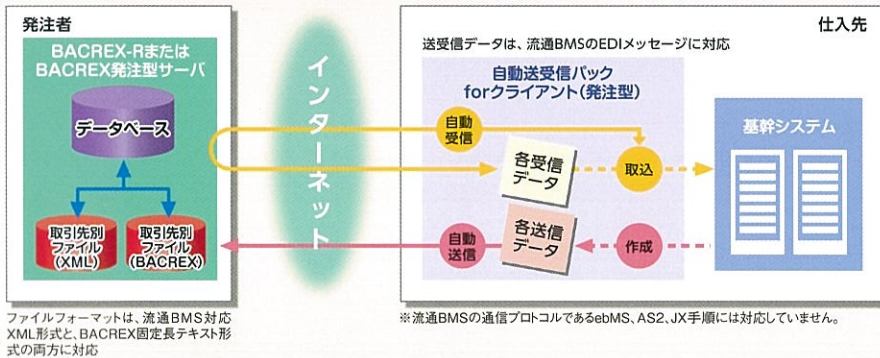 発注者
BACREX-Rまたは
BACREX発注型サーバ
データベース
取引先別
ファイル
(XML)
取引先別
ファイル
(BACREX)
ファイルフォーマットは、流通BMS対応
XML形式と、BACREX固定長テキスト形
式の両方に対応
インターネット
仕入先
送受信データは、流通BMSのEDIメッセージに対応
自動送受信パック
forクライアント(発注型)
自動
受信
各受信
データ
取込
各送信
データ
自動
送信
作成
基幹システム
※流通BMSの通信プロトコルであるebMS、AS2、JX手順には対応していません。